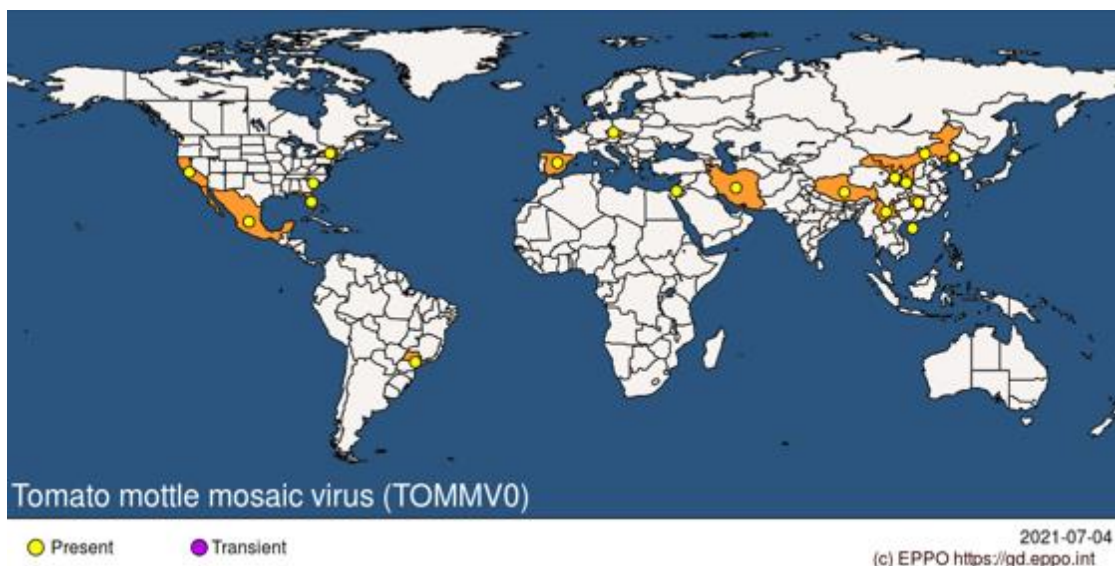 Tomato mottle mosaic virus (TOMMV0)
Present
Transient
2021-07-04
(c) EPPO https://gd.eppo.int